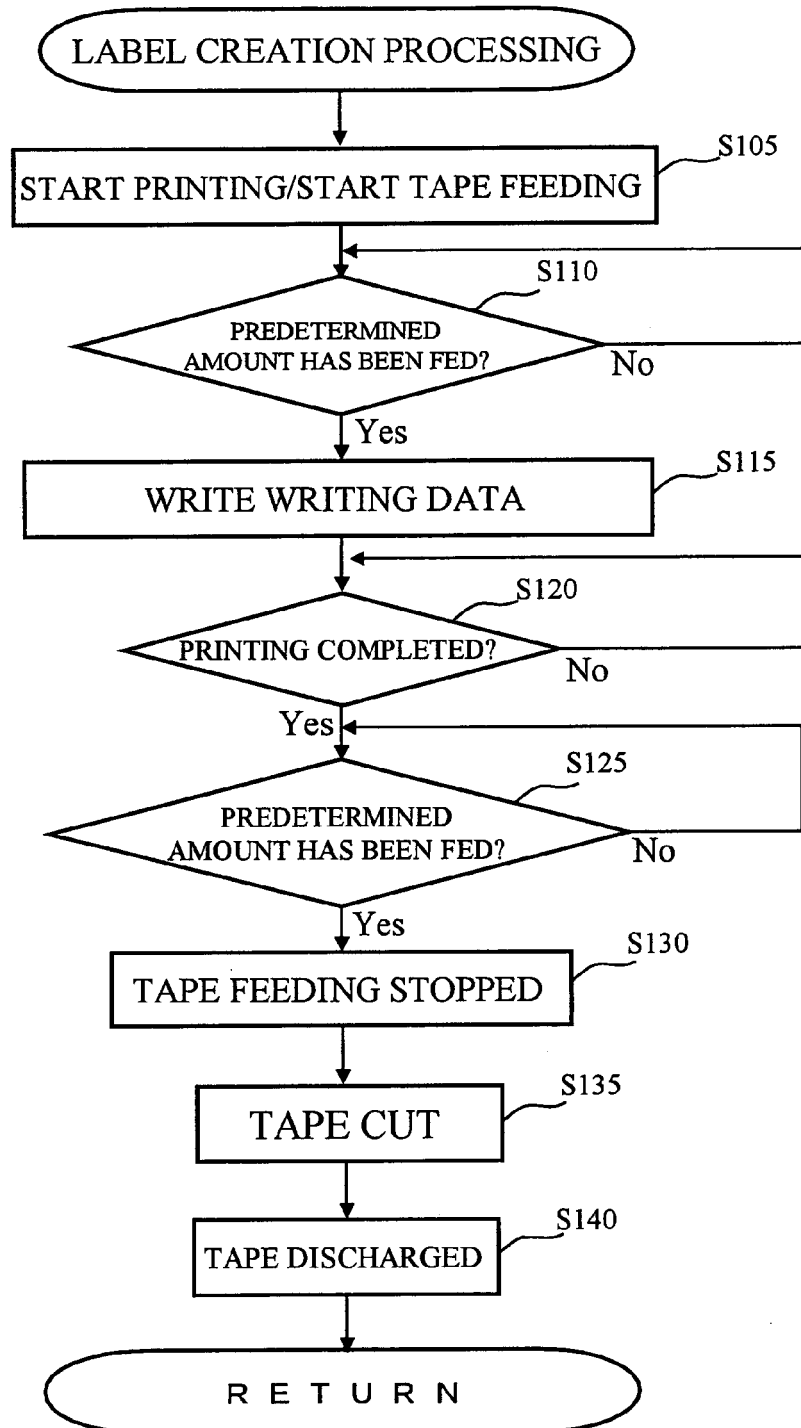 LABEL CREATION PROCESSING
S105
START PRINTING/START TAPE FEEDING
S110
PREDETERMINED
AMOUNT HAS BEEN FED?
No
Yes
S115
WRITE WRITING DATA
S120
PRINTING COMPLETED?
No
Yes
S125
PREDETERMINED
AMOUNT HAS BEEN FED?
No
Yes
S130
TAPE FEEDING STOPPED
S135
TAPE CUT
S140
TAPE DISCHARGED
RETURN